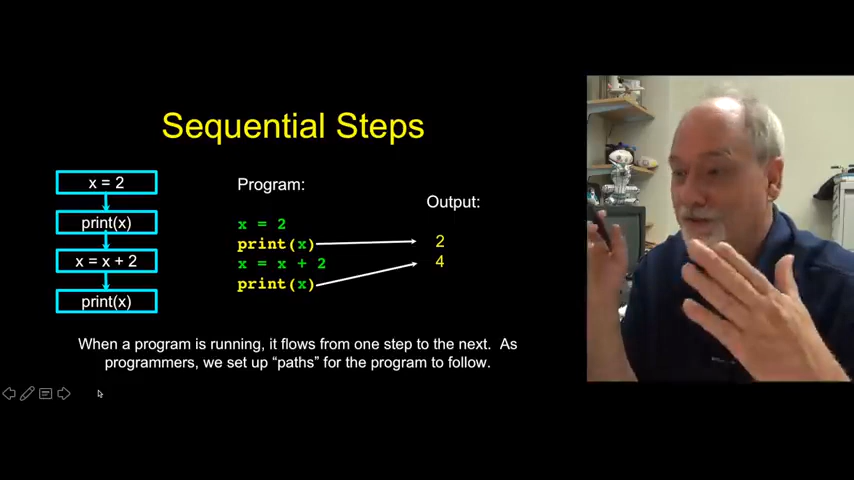 Sequential Steps
x = 2
print(x)
x = x + 2
print(x)
Program:
x = 2
print(x)
x = x + 2
print(x)
Output:
2
4
When a program is running, it flows from one step to the next.  As
programmers, we set up “paths” for the program to follow.